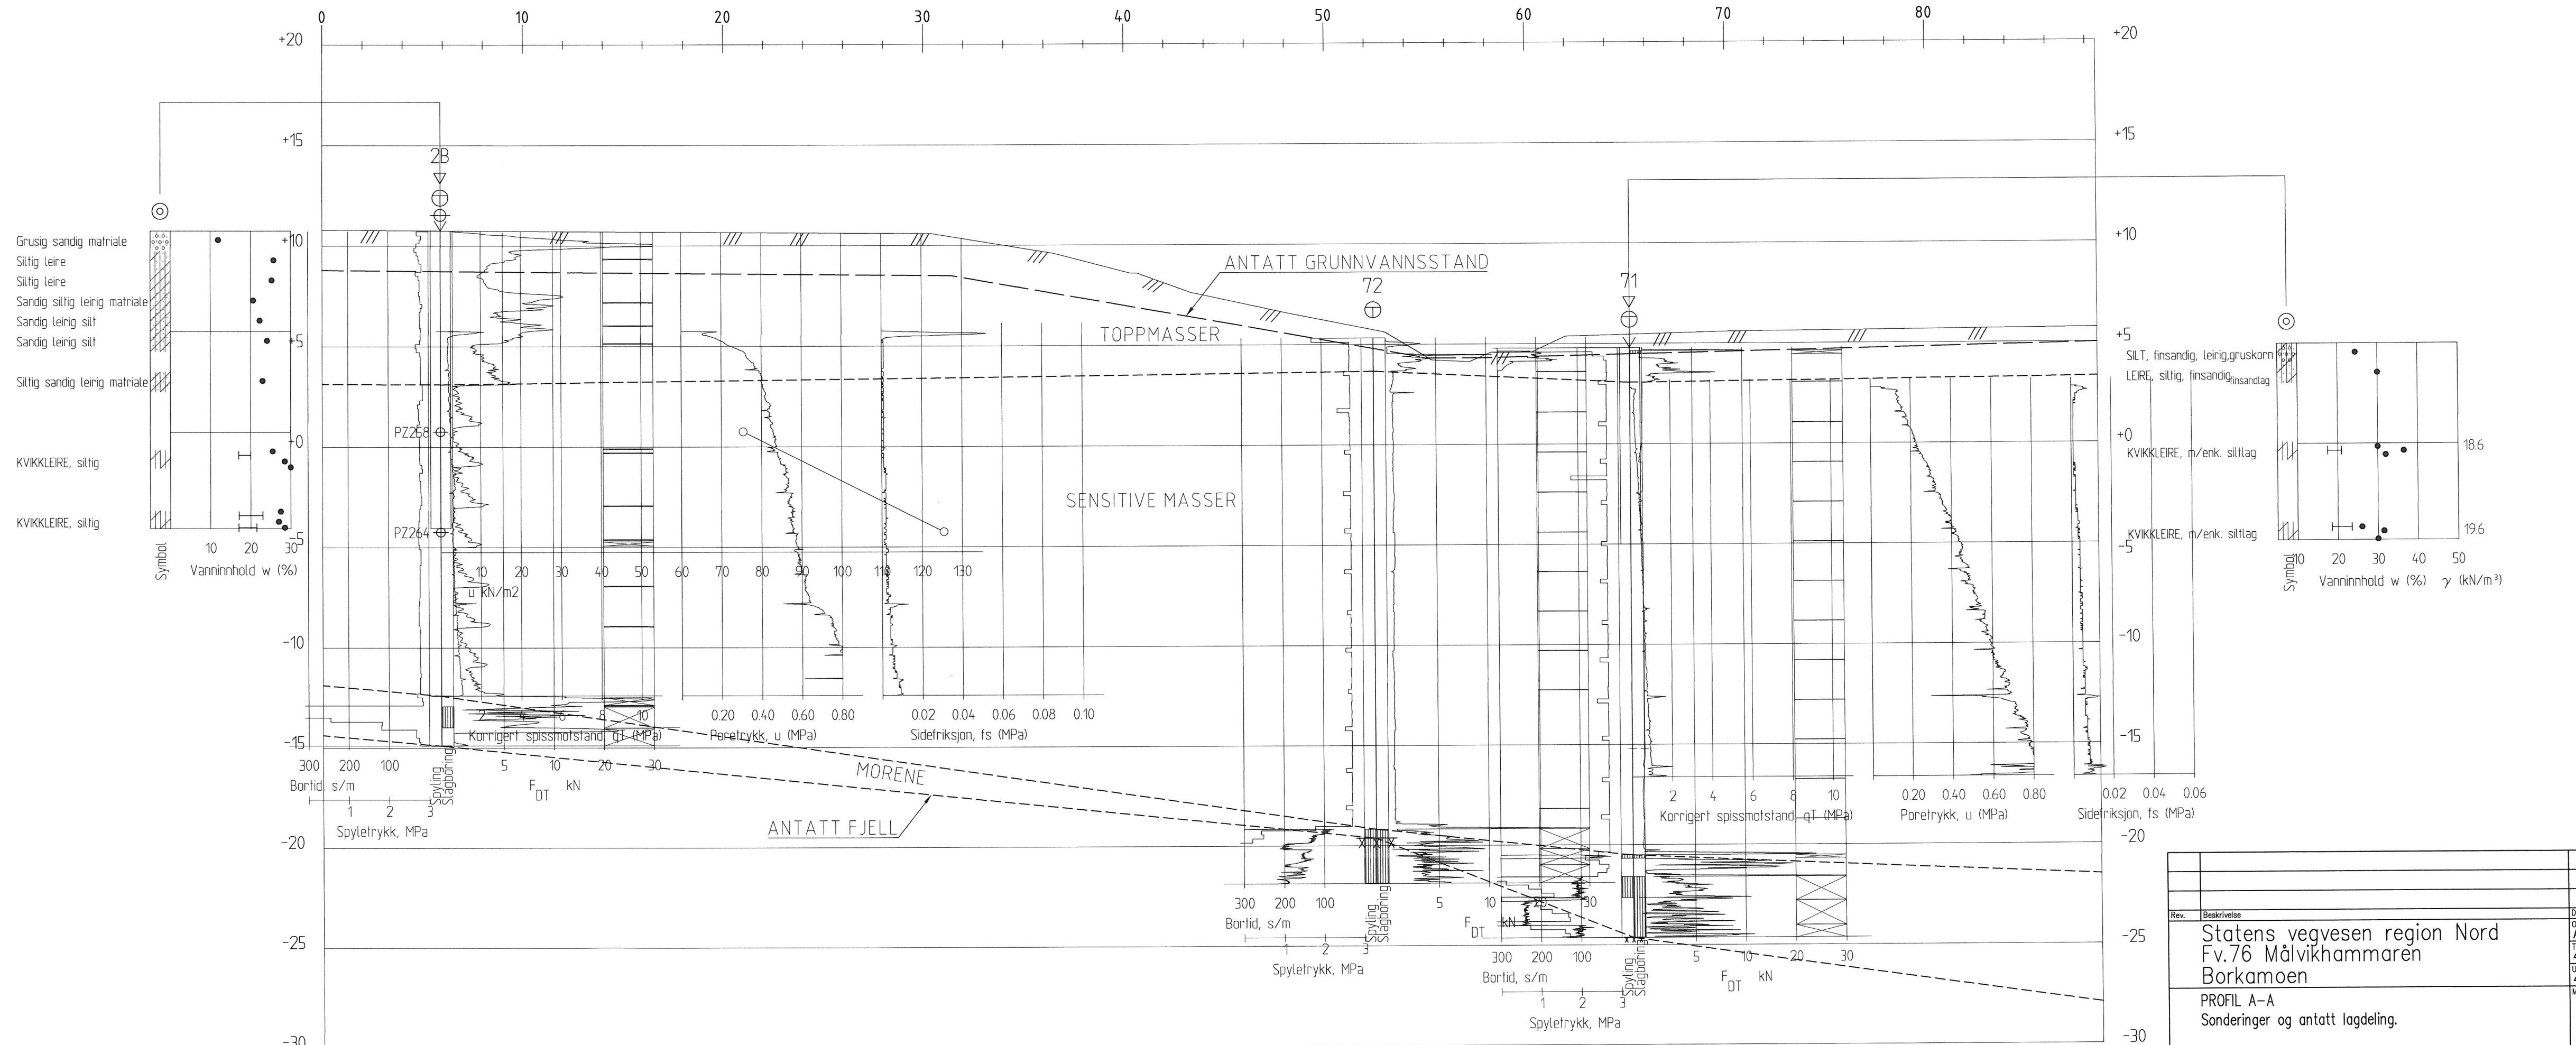 0 10 20 30 40 50 60 70 80
+20 +20
+15 +15
28
ANTATT GRUNNVANNSSTAND
72
71
TOPPMASSER
SENSITIVE MASSER
MORENE
ANTATT FJELL
Grusig sandig matriale
Siltig leire
Siltig leire
Sandig siltig leirig matriale
Sandig leirig silt
Sandig leirig silt
Siltig sandig leirig matriale
KVIKKLEIRE, siltig
KVIKKLEIRE, siltig
Symbol
10 20 30
Vanninnhold w (%)
+10 +10
+5 +5
+0 +0
-5 -5
-10 -10
-15 -15
-20 -20
-25 -25
-30 -30
PZ258
PZ264
10 20 30 40 50 60 70 80 90 100 110 120 130
u kN/m2
2 4 6 8 10
Korrigert spissmotstand, qT (MPa)
0.20 0.40 0.60 0.80
Poretrykk, u (MPa)
0.02 0.04 0.06 0.08 0.10
Sidefriksjon, fs (MPa)
300 200 100
Bortid, s/m
1 2 3
Spyletrykk, MPa
Spyling
Slagboring
5 10 20 30
FDT kN
300 200 100
Bortid, s/m
1 2 3
Spyletrykk, MPa
Spyling
Slagboring
5 10 20 30
FDT kN
300 200 100
Bortid, s/m
1 2 3
Spyletrykk, MPa
Spyling
Slagboring
5 10 20 30
FDT kN
2 4 6 8 10
Korrigert spissmotstand, qT (MPa)
0.20 0.40 0.60 0.80
Poretrykk, u (MPa)
0.02 0.04 0.06
Sidefriksjon, fs (MPa)
SILT, finsandig, leirig,gruskorn
LEIRE, siltig, finsandig,finsandlag
KVIKKLEIRE, m/enk. siltlag
18.6
KVIKKLEIRE, m/enk. siltlag
19.6
Symbol
10 20 30 40 50
Vanninnhold w (%) γ (kN/m³)
Rev. Beskrivelse
Statens vegvesen region Nord
Fv.76 Målvikhammaren
Borkamoen
PROFIL A-A
Sonderinger og antatt lagdeling.